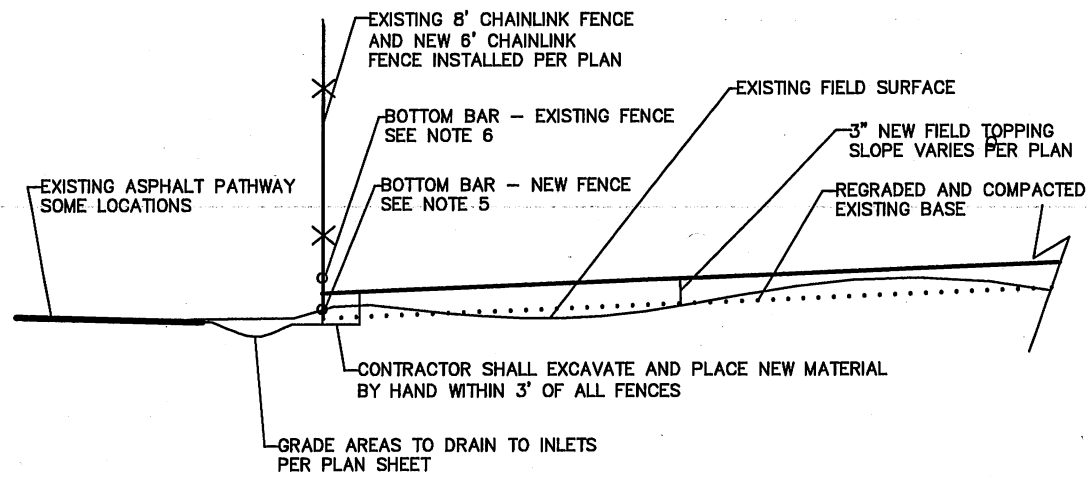 EXISTING 8' CHAINLINK FENCE
AND NEW 6' CHAINLINK
FENCE INSTALLED PER PLAN
EXISTING FIELD SURFACE
BOTTOM BAR – EXISTING FENCE
SEE NOTE 6
3" NEW FIELD TOPPING
SLOPE VARIES PER PLAN
EXISTING ASPHALT PATHWAY
SOME LOCATIONS
BOTTOM BAR – NEW FENCE
SEE NOTE 5
REGRADED AND COMPACTED
EXISTING BASE
CONTRACTOR SHALL EXCAVATE AND PLACE NEW MATERIAL
BY HAND WITHIN 3' OF ALL FENCES
GRADE AREAS TO DRAIN TO INLETS
PER PLAN SHEET